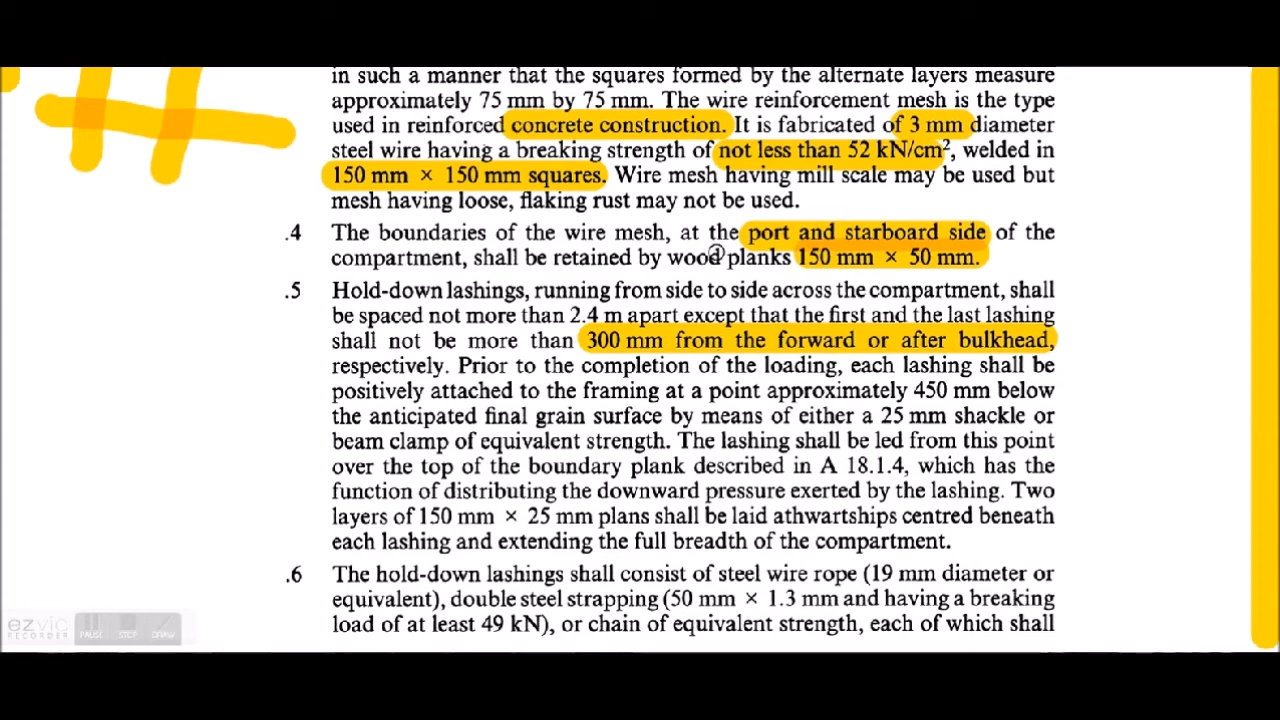 in such a manner that the squares formed by the alternate layers measure
approximately 75 mm by 75 mm. The wire reinforcement mesh is the type
used in reinforced concrete construction. It is fabricated of 3 mm diameter
steel wire having a breaking strength of not less than 52 kN/cm², welded in
150 mm × 150 mm squares. Wire mesh having mill scale may be used but
mesh having loose, flaking rust may not be used.
.4 The boundaries of the wire mesh, at the port and starboard side of the
compartment, shall be retained by wood planks 150 mm × 50 mm.
.5 Hold-down lashings, running from side to side across the compartment, shall
be spaced not more than 2.4 m apart except that the first and the last lashing
shall not be more than 300 mm from the forward or after bulkhead,
respectively. Prior to the completion of the loading, each lashing shall be
positively attached to the framing at a point approximately 450 mm below
the anticipated final grain surface by means of either a 25 mm shackle or
beam clamp of equivalent strength. The lashing shall be led from this point
over the top of the boundary plank described in A 18.1.4, which has the
function of distributing the downward pressure exerted by the lashing. Two
layers of 150 mm × 25 mm plans shall be laid athwartships centred beneath
each lashing and extending the full breadth of the compartment.
.6 The hold-down lashings shall consist of steel wire rope (19 mm diameter or
equivalent), double steel strapping (50 mm × 1.3 mm and having a breaking
load of at least 49 kN), or chain of equivalent strength, each of which shall
ezvid
RECORDER
PAUSE STOP DRAW